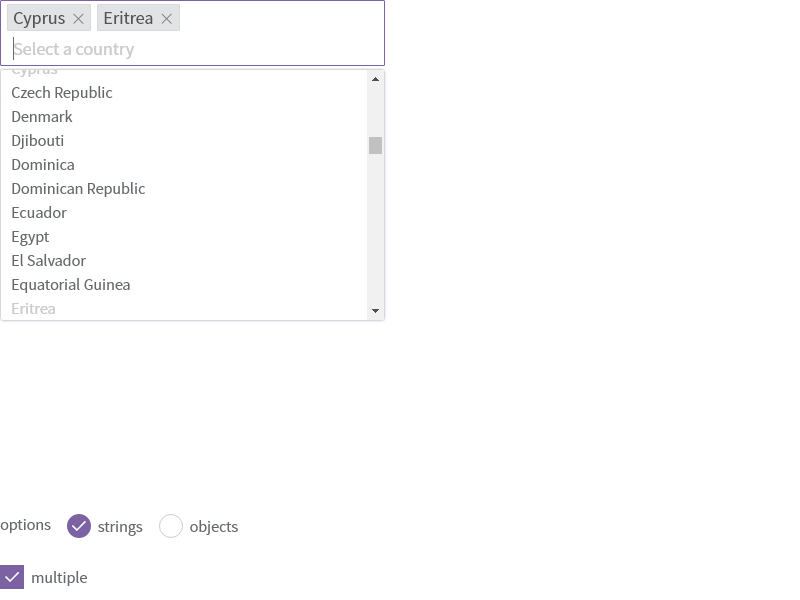 Cyprus Eritrea
Select a country
Cyprus
Czech Republic
Denmark
Djibouti
Dominica
Dominican Republic
Ecuador
Egypt
El Salvador
Equatorial Guinea
Eritrea
options strings objects
multiple